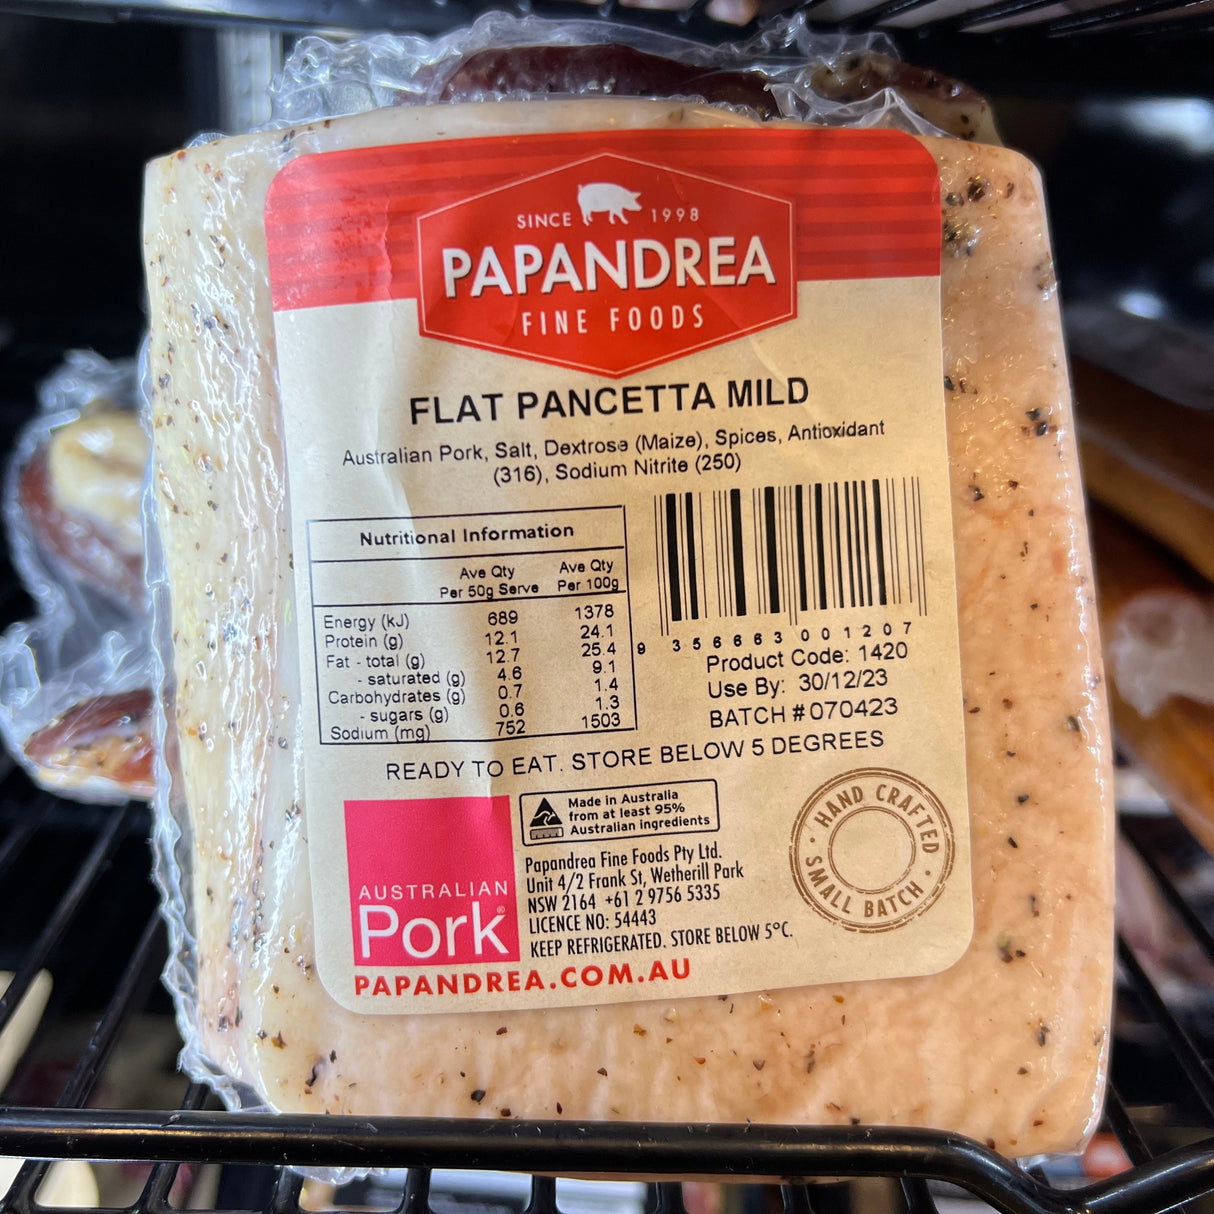 SINCE 1998
PAPANDREA
FINE FOODS
FLAT PANCETTA MILD
Australian Pork, Salt, Dextrose (Maize), Spices, Antioxidant
(316), Sodium Nitrite (250)
Nutritional Information
Ave Qty Ave Qty
Per 50g Serve Per 100g
Energy (kJ) 689 1378
Protein (g) 12.1 24.1
Fat - total (g) 12.7 25.4
- saturated (g) 4.6 9.1
Carbohydrates (g) 0.7 1.4
- sugars (g) 0.6 1.3
Sodium (mg) 752 1503
9 356663 001207
Product Code: 1420
Use By: 30/12/23
BATCH # 070423
READY TO EAT. STORE BELOW 5 DEGREES
AUSTRALIAN
Pork®
Made in Australia
from at least 95%
Australian ingredients
Papandrea Fine Foods Pty Ltd.
Unit 4/2 Frank St, Wetherill Park
NSW 2164 +61 2 9756 5335
LICENCE NO: 54443
KEEP REFRIGERATED. STORE BELOW 5°C.
PAPANDREA.COM.AU
HAND CRAFTED
SMALL BATCH